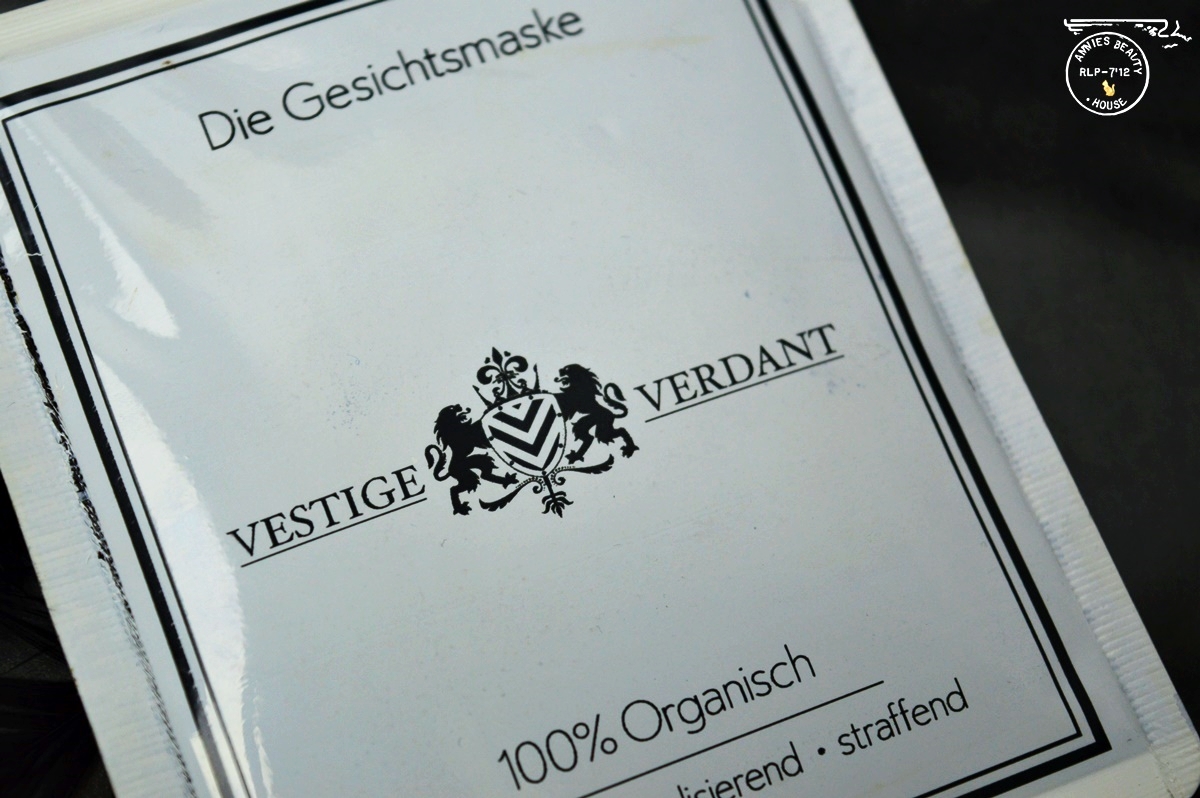 Die Gesichtsmaske
VESTIGE VERDANT
100% Organisch
• straffend
ANNIES BEAUTY
RLP-7'12
• HOUSE